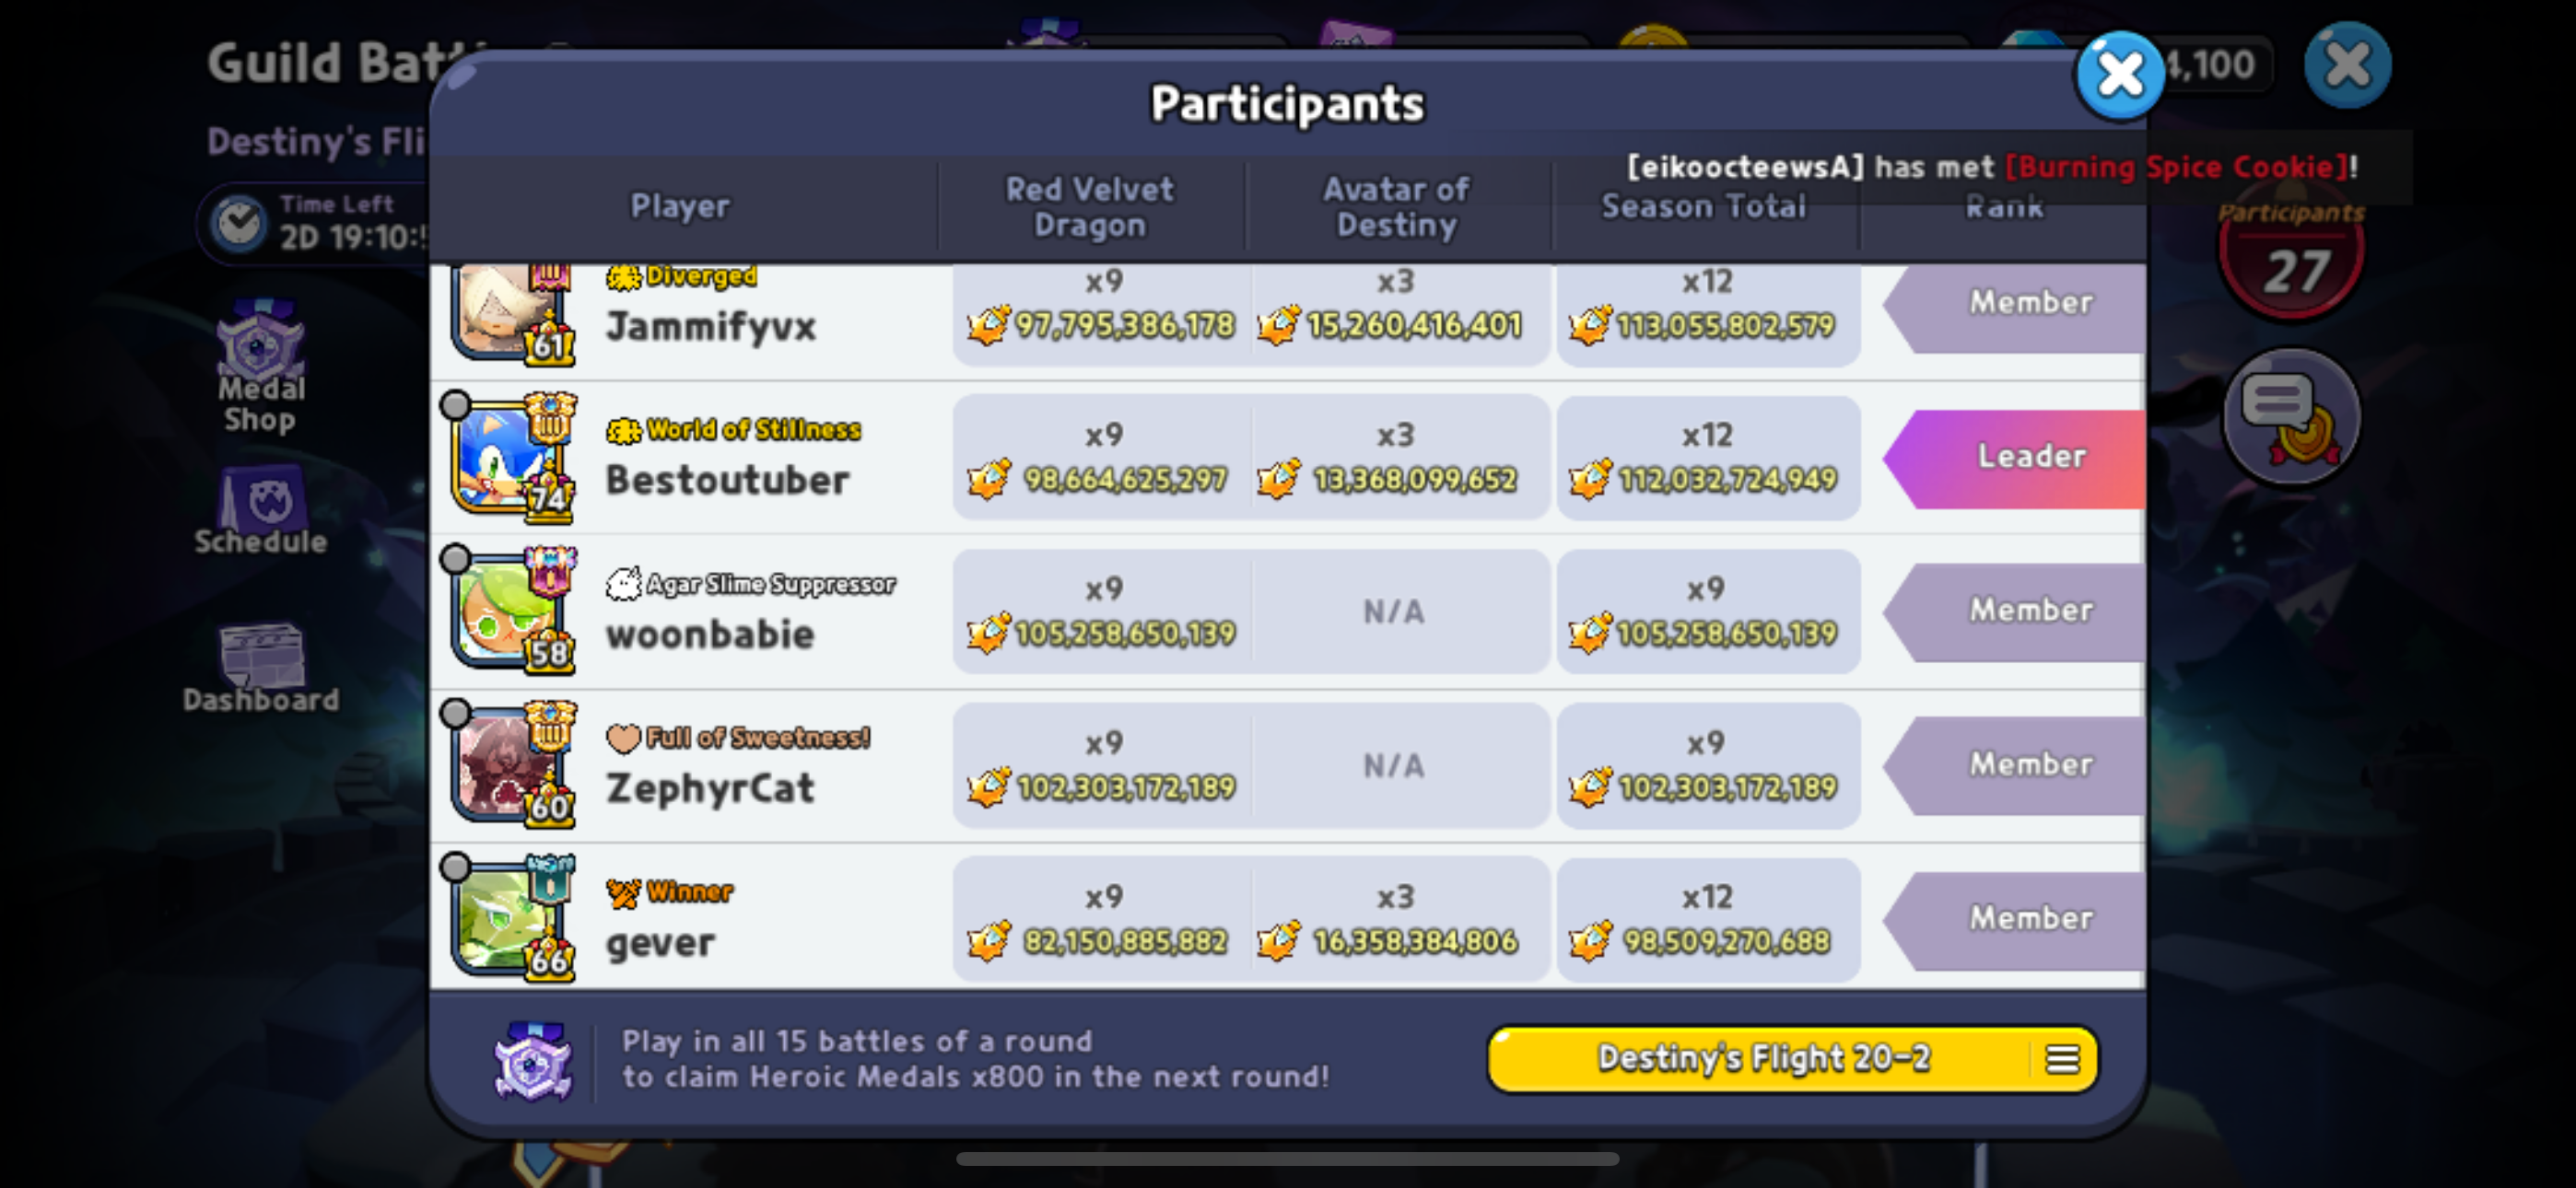 Participants
4,100
[eikoocteewsA] has met [Burning Spice Cookie]!
Destiny's
Time Left
2D 19:10:
Player
Red Velvet
Dragon
Avatar of
Destiny
Season Total
Rank
Participants
27
Medal
Shop
Schedule
Dashboard
61
Diverged
Jammifyvx
x9
97,795,386,178
x3
15,260,416,401
x12
113,055,802,579
Member
74
World of Stillness
Bestoutuber
x9
98,664,625,297
x3
13,368,099,652
x12
112,032,724,949
Leader
58
Agar Slime Suppressor
woonbabie
x9
105,258,650,139
N/A
x9
105,258,650,139
Member
60
Full of Sweetness!
ZephyrCat
x9
102,303,172,189
N/A
x9
102,303,172,189
Member
66
Winner
gever
x9
82,150,885,882
x3
16,358,384,806
x12
98,509,270,688
Member
Play in all 15 battles of a round
to claim Heroic Medals x800 in the next round!
Destiny's Flight 20-2
Guild